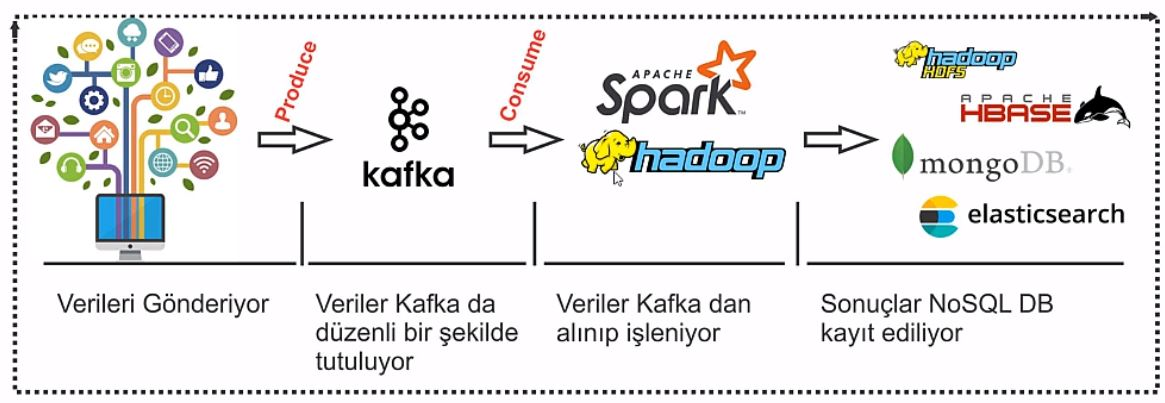 Produce
kafka
Consume
APACHE
Spark™
hadoop
hadoop
HDFS
APACHE
HBASE
mongoDB®
elasticsearch
Verileri Gönderiyor
Veriler Kafka da
düzenli bir şekilde
tutuluyor
Veriler Kafka dan
alınıp işleniyor
Sonuçlar NoSQL DB
kayıt ediliyor